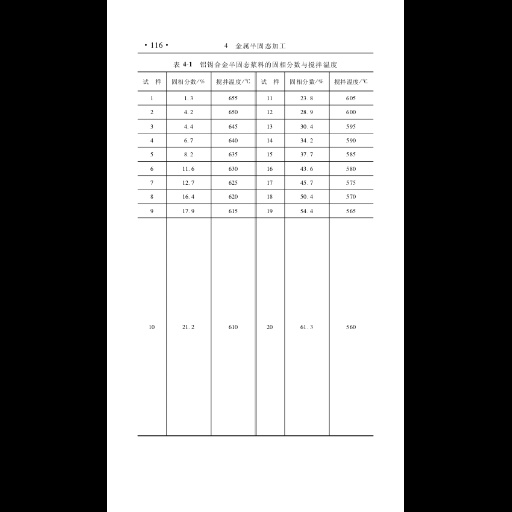 · 116 ·
4 金属半固态加工
表 4-1 铝锡合金半固态浆料的固相分数与搅拌温度
试 样 固相分数/% 搅拌温度/℃ 试 样 固相分数/% 搅拌温度/℃
1 1.3 655 11 23.8 605
2 4.2 650 12 28.9 600
3 4.4 645 13 30.4 595
4 6.7 640 14 34.2 590
5 8.2 635 15 37.7 585
6 11.6 630 16 43.6 580
7 12.7 625 17 45.7 575
8 16.4 620 18 50.4 570
9 17.9 615 19 54.4 565
10 21.2 610 20 61.3 560